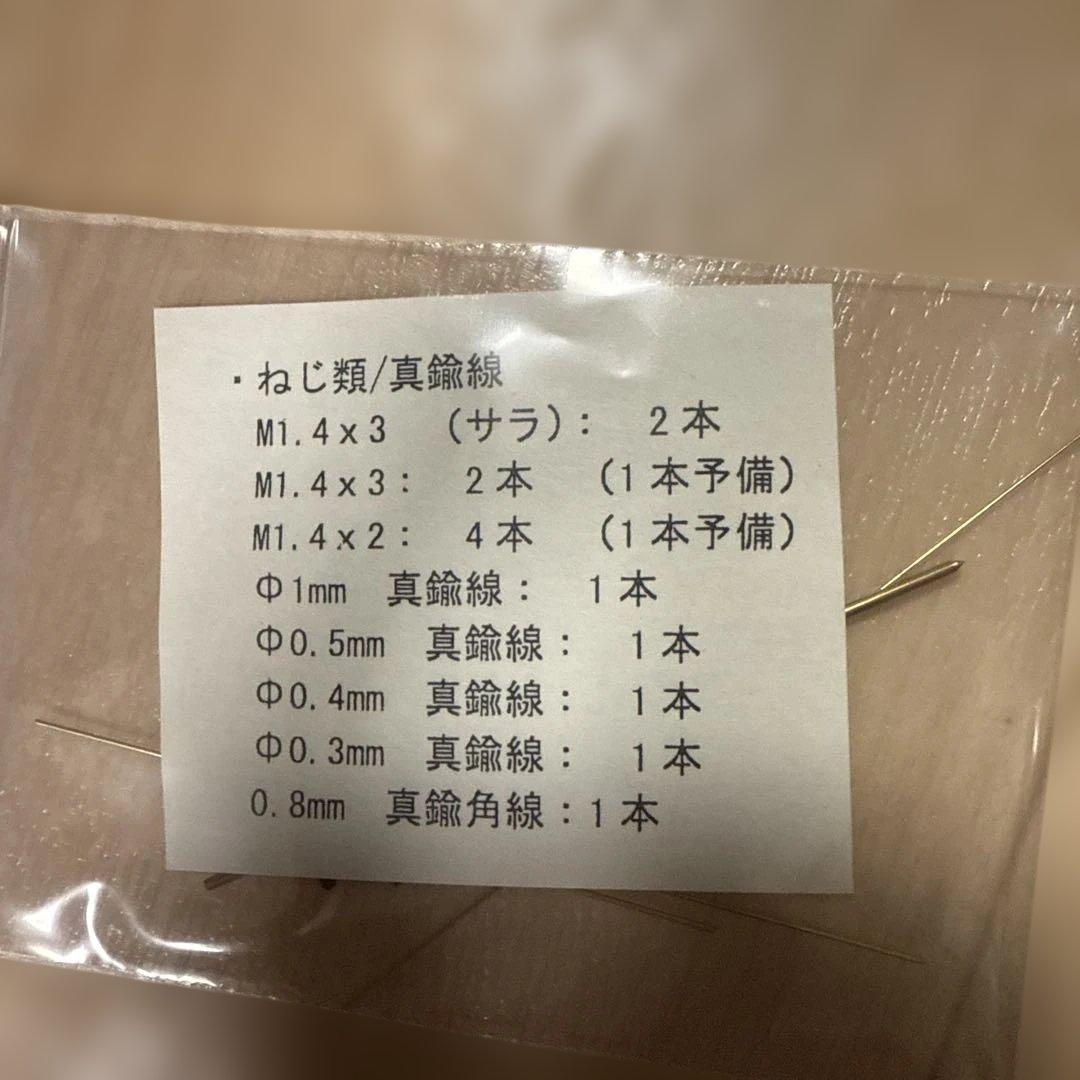 ・ねじ類/真鍮線
M1.4x3 (サラ): 2本
M1.4x3: 2本 (1本予備)
M1.4x2: 4本 (1本予備)
Φ1mm 真鍮線: 1本
Φ0.5mm 真鍮線: 1本
Φ0.4mm 真鍮線: 1本
Φ0.3mm 真鍮線: 1本
0.8mm 真鍮角線:1本